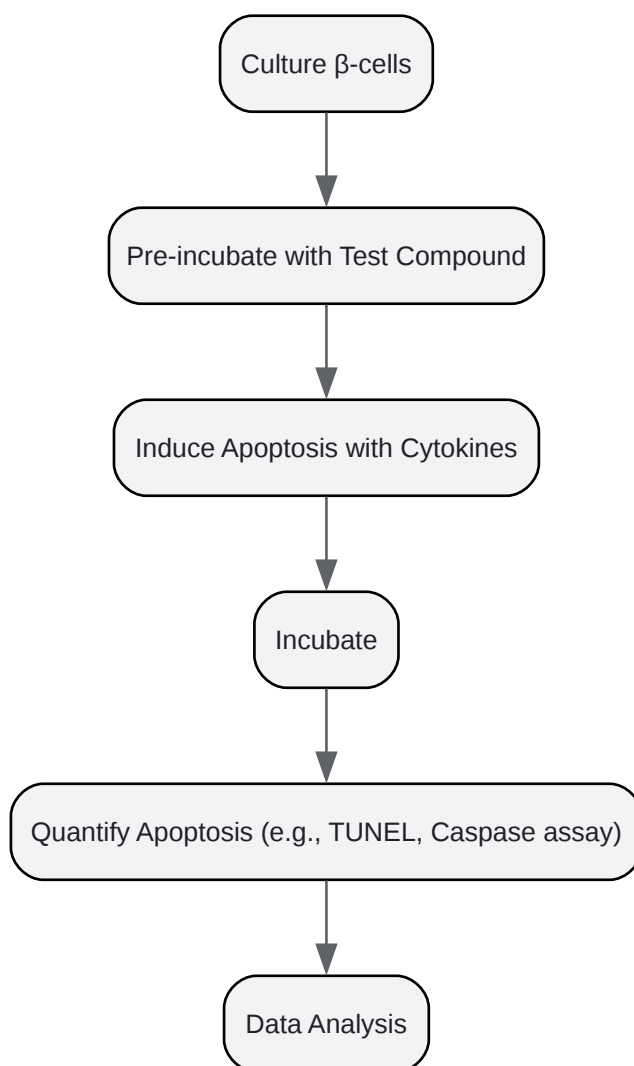 Culture β-cells
Pre-incubate with Test Compound
Induce Apoptosis with Cytokines
Incubate
Quantify Apoptosis (e.g., TUNEL, Caspase assay)
Data Analysis